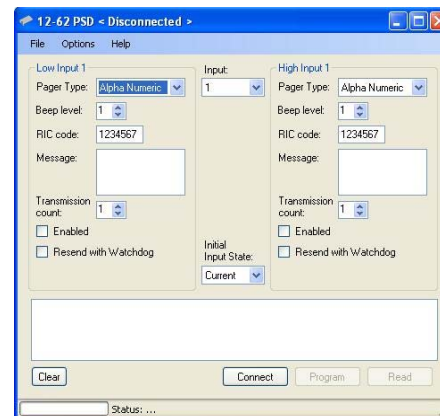 12-62 PSD < Disconnected >
File Options Help
Low Input 1
Pager Type: Alpha Numeric
Beep level: 1
RIC code: 1234567
Message:
Transmission
count: 1
Enabled
Resend with Watchdog
Input:
1
Initial
Input State:
Current
High Input 1
Pager Type: Alpha Numeric
Beep level: 1
RIC code: 1234567
Message:
Transmission
count: 1
Enabled
Resend with Watchdog
Clear Connect Program Read
Status: ...